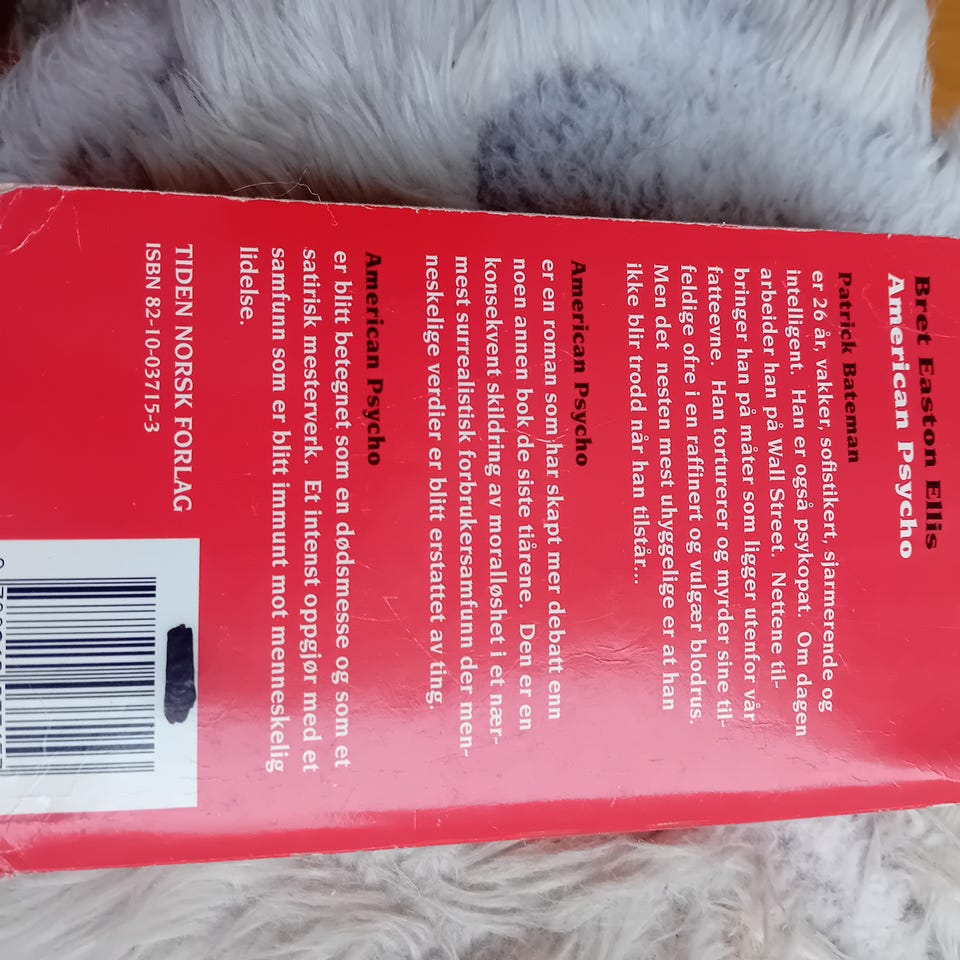 Bret Easton Ellis
American Psycho
Patrick Bateman
er 26 år, vakker, sofistikert, sjarmerende og
intelligent. Han er også psykopat. Om dagen
arbeider han på Wall Street. Nettene til-
bringer han på måter som ligger utenfor vår
fatteevne. Han torturerer og myrder sine til-
feldige ofre i en raffinert og vulgær blodrus.
Men det nesten mest uhyggelige er at han
ikke blir trodd når han tilstår...
American Psycho
er en roman som har skapt mer debatt enn
noen annen bok de siste tiårene. Den er en
konsekvent skildring av moralløshet i et nær-
mest surrealistisk forbrukersamfunn der men-
neskelige verdier er blitt erstattet av ting.
American Psycho
er blitt betegnet som en dødsmesse og som et
satirisk mesterverk. Et intenst oppgjør med et
samfunn som er blitt immunt mot menneskelig
lidelse.
TIDEN NORSK FORLAG
ISBN 82-10-03715-3